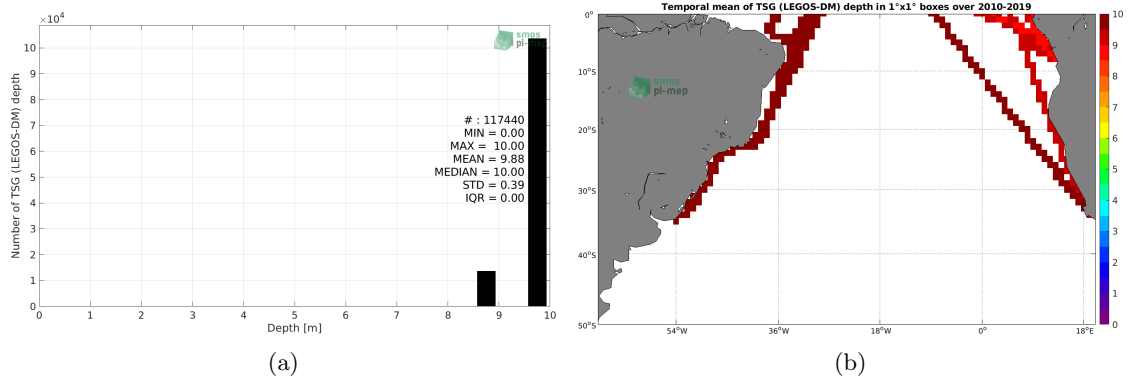 ×10⁴
10
9
8
7
6
5
4
3
2
1
0
Number of TSG (LEGOS-DM) depth
smos
pi-mep
# : 117440
MIN = 0.00
MAX = 10.00
MEAN = 9.88
MEDIAN = 10.00
STD = 0.39
IQR = 0.00
0 1 2 3 4 5 6 7 8 9 10
Depth [m]
(a)
Temporal mean of TSG (LEGOS-DM) depth in 1°x1° boxes over 2010-2019
0°
10°S
20°S
30°S
40°S
50°S
smos
pi-mep
54°W 36°W 18°W 0° 18°E
10
9
8
7
6
5
4
3
2
1
0
(b)